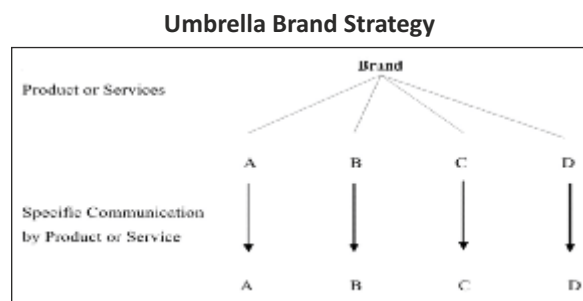 Umbrella Brand Strategy
Brand
Product or Services
A B C D
Specific Communication
by Product or Service
A B C D